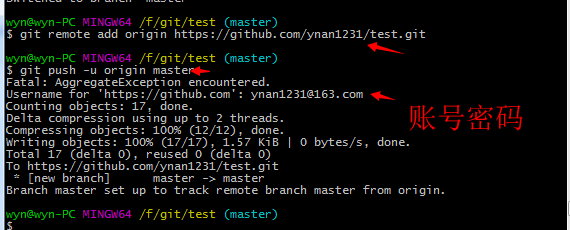 Switched to branch 'master'
wyn@wyn-PC MINGW64 /f/git/test (master)
$ git remote add origin https://github.com/ynan1231/test.git
wyn@wyn-PC MINGW64 /f/git/test (master)
$ git push -u origin master
Fatal: AggregateException encountered.
Username for 'https://github.com': ynan1231@163.com
Counting objects: 17, done.
Delta compression using up to 2 threads.
Compressing objects: 100% (12/12), done.
Writing objects: 100% (17/17), 1.57 KiB | 0 bytes/s, done.
Total 17 (delta 0), reused 0 (delta 0)
To https://github.com/ynan1231/test.git
 * [new branch]      master -> master
Branch master set up to track remote branch master from origin.
账号密码
wyn@wyn-PC MINGW64 /f/git/test (master)
$